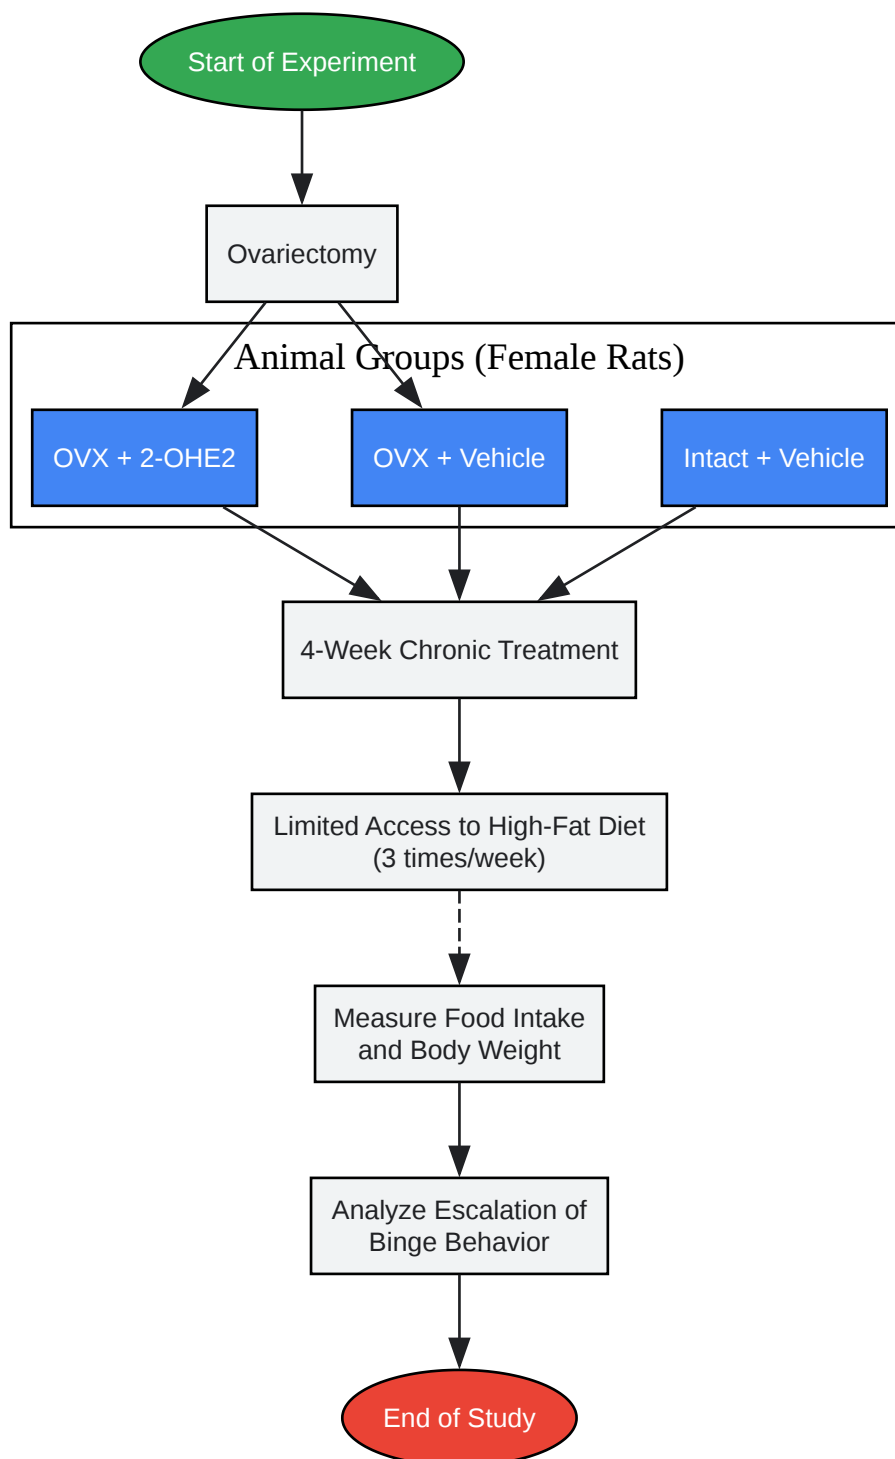 Start of Experiment
Ovariectomy
Animal Groups (Female Rats)
OVX + 2-OHE2
OVX + Vehicle
Intact + Vehicle
4-Week Chronic Treatment
Limited Access to High-Fat Diet
(3 times/week)
Measure Food Intake
and Body Weight
Analyze Escalation of
Binge Behavior
End of Study